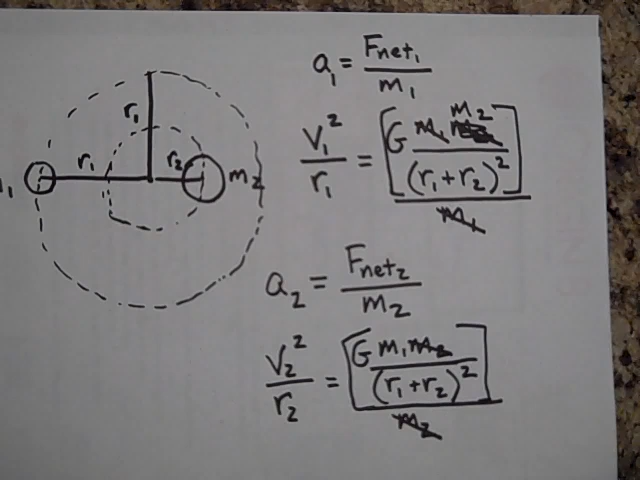 a₁ = Fnet₁ / m₁
r₁
V₁² / r₁ = [G m₁ m₂ / (r₁+r₂)²] / m₁
r₁ r₂
m₂
a₂ = Fnet₂ / m₂
V₂² / r₂ = [G m₁ m₂ / (r₁+r₂)²] / m₂